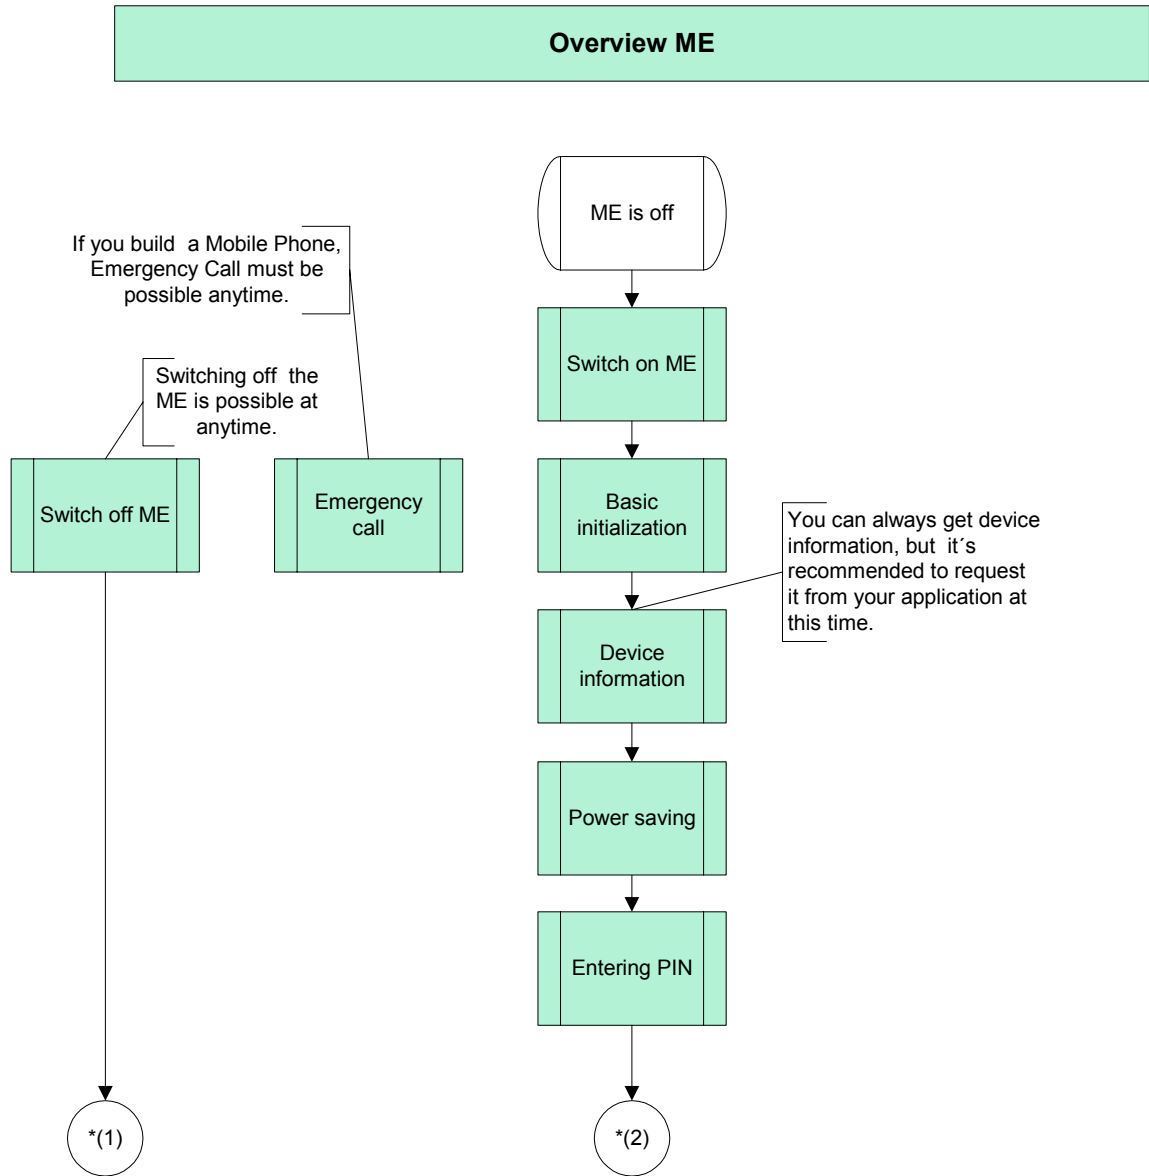 Overview ME
ME is off
If you build  a Mobile Phone,
Emergency Call must be
possible anytime.
Switch on ME
Switching off  the
ME is possible at
anytime.
Switch off ME
Emergency
call
Basic
initialization
You can always get device
information, but  it´s
recommended to request
it from your application at
this time.
Device
information
Power saving
Entering PIN
*(1)
*(2)